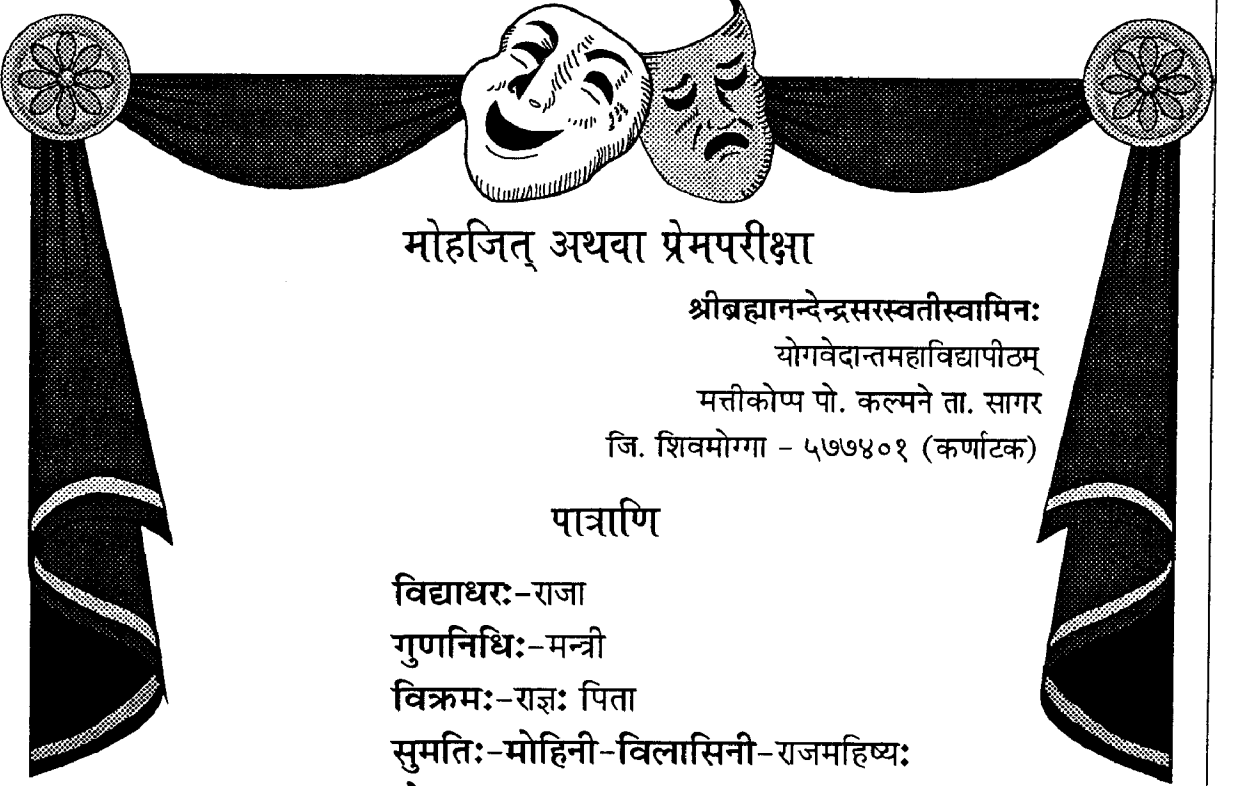 मोहजित् अथवा प्रेमपरीक्षा
श्रीब्रह्मानन्देन्द्रसरस्वतीस्वामिनः
योगवेदान्तमहाविद्यापीठम्
मत्तीकोप्प पो. कल्मने ता. सागर
जि. शिवमोग्गा - ५७७४०१ (कर्णाटक)
पात्राणि
विद्याधरः-राजा
गुणनिधिः-मन्त्री
विक्रमः-राज्ञः पिता
सुमतिः-मोहिनी-विलासिनी-राजमहिष्यः